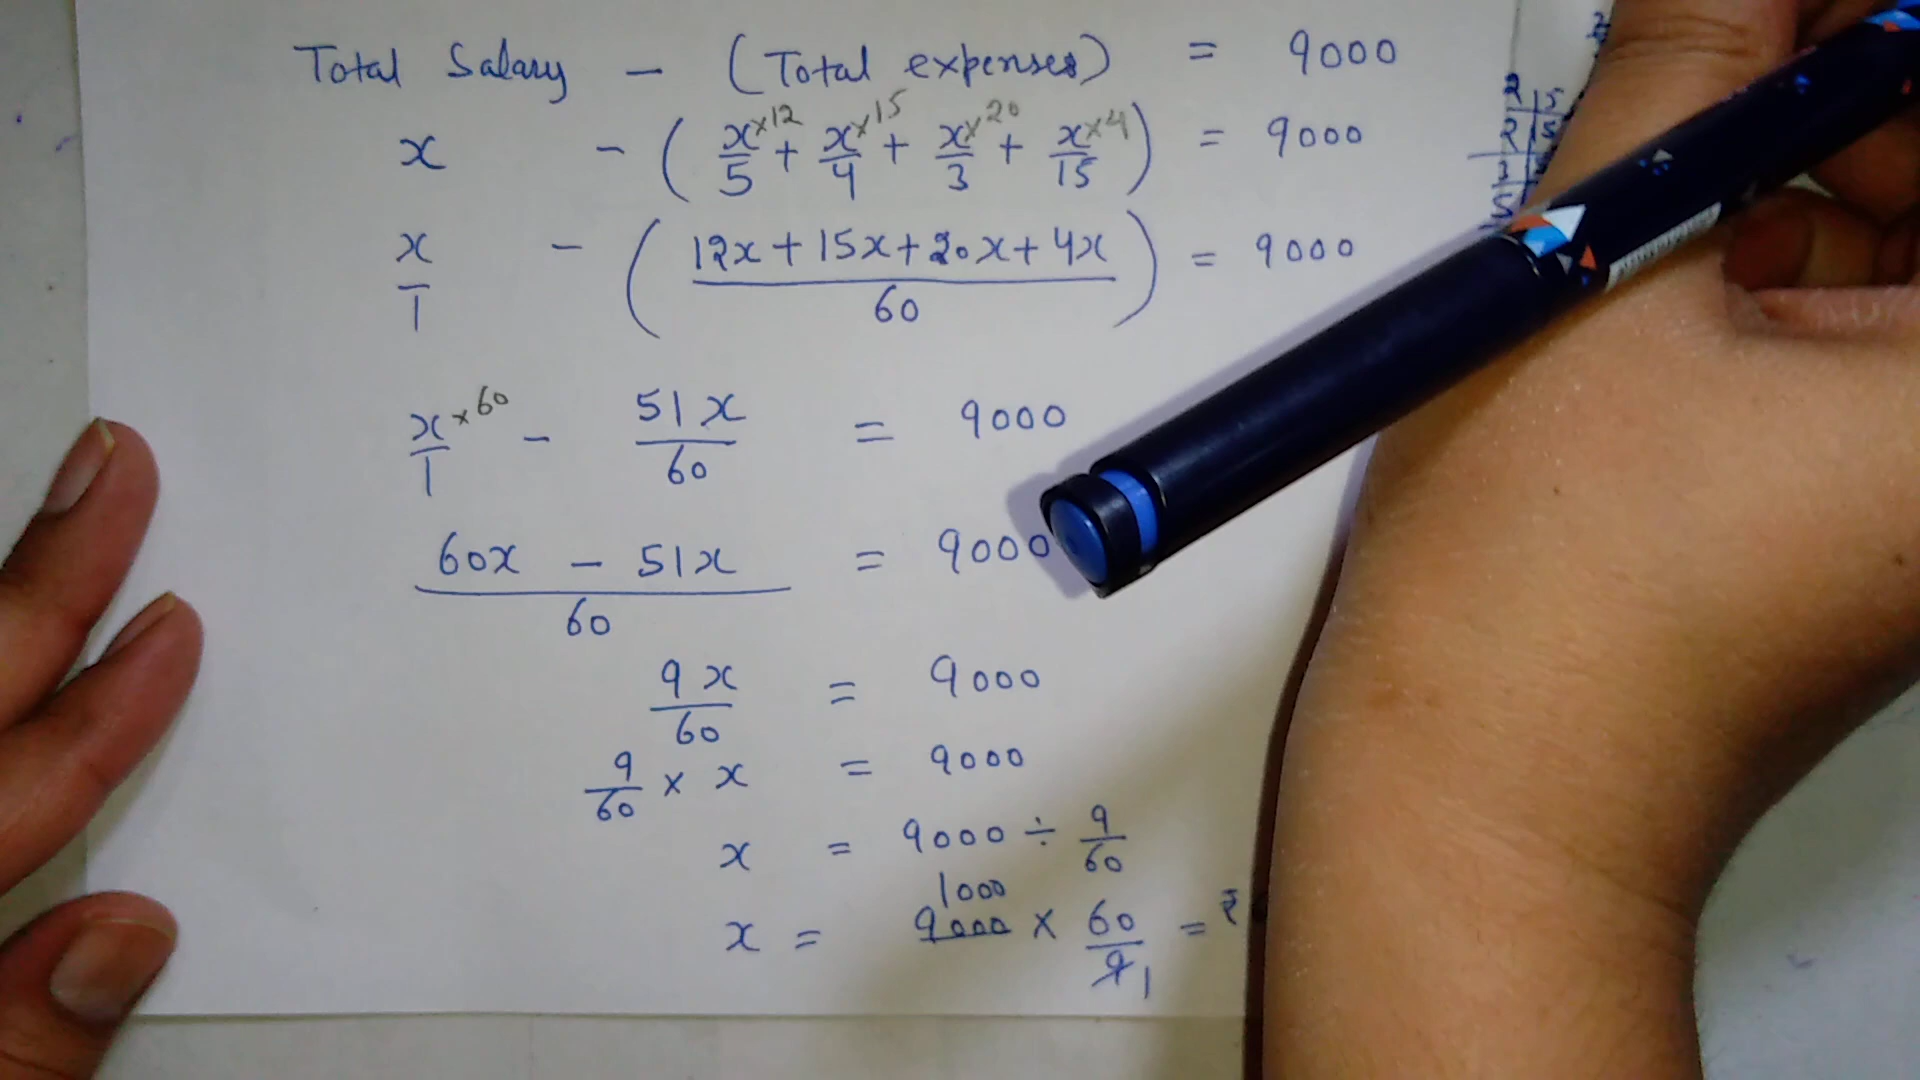 Total Salary - (Total expenses) = 9000
x - (x×12/5 + x×15/4 + x×20/3 + x×4/15) = 9000
x/1 - (12x+15x+20x+4x/60) = 9000
x×60/1 - 51x/60 = 9000
60x - 51x/60 = 9000
9x/60 = 9000
9/60 × x = 9000
x = 9000 ÷ 9/60
1000
x = 9000 × 60/9 1 = ₹